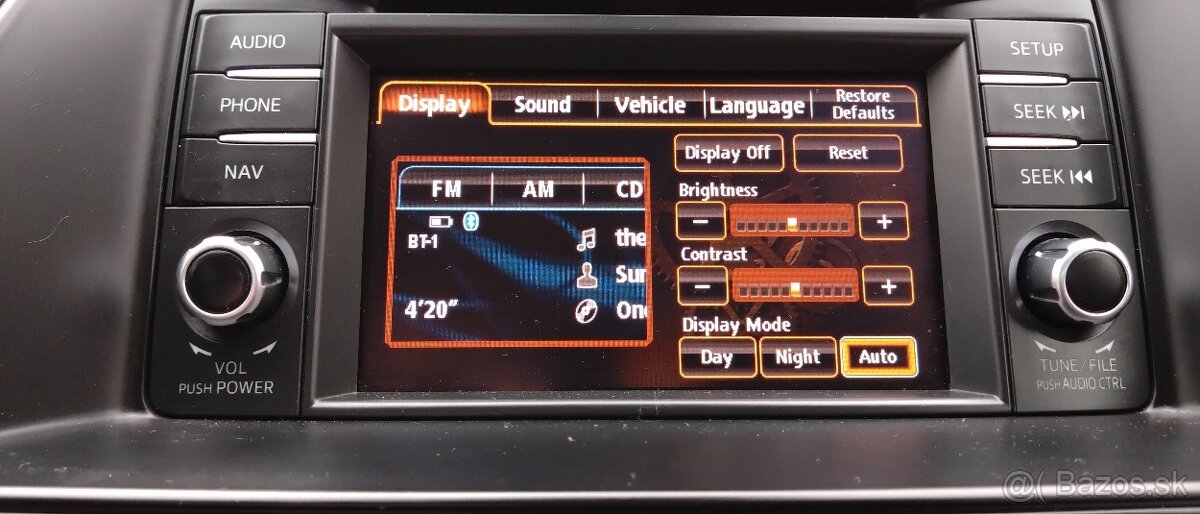 AUDIO
PHONE
NAV
VOL
PUSH POWER
Display Sound Vehicle Language Restore Defaults
Display Off Reset
FM AM CD
Brightness
− +
BT-1
the
Contrast
Sur
− +
4'20"
On
Display Mode
Day Night Auto
SETUP
SEEK
SEEK
TUNE/FILE
PUSH AUDIO CTRL
@( Bazos.sk